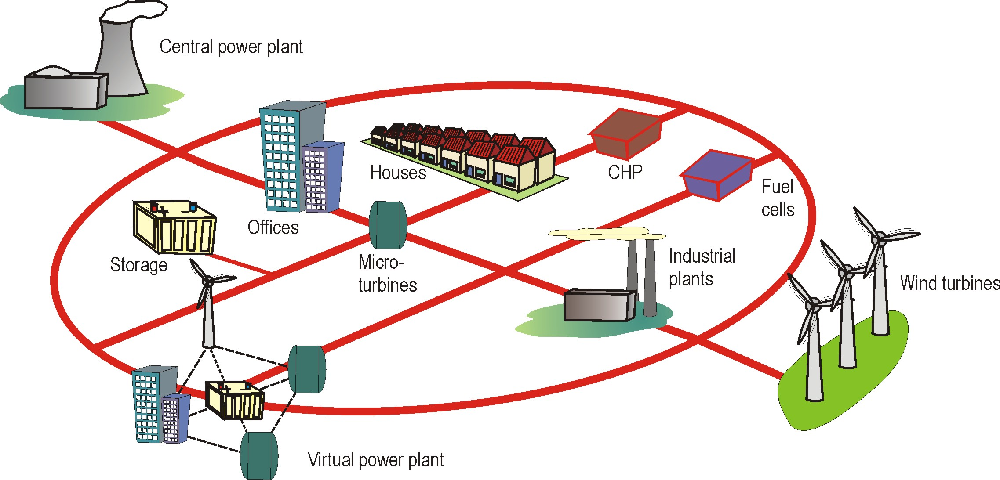 Central power plant
Houses
CHP
Fuel
cells
Offices
Storage
Micro-
turbines
Industrial
plants
Wind turbines
Virtual power plant